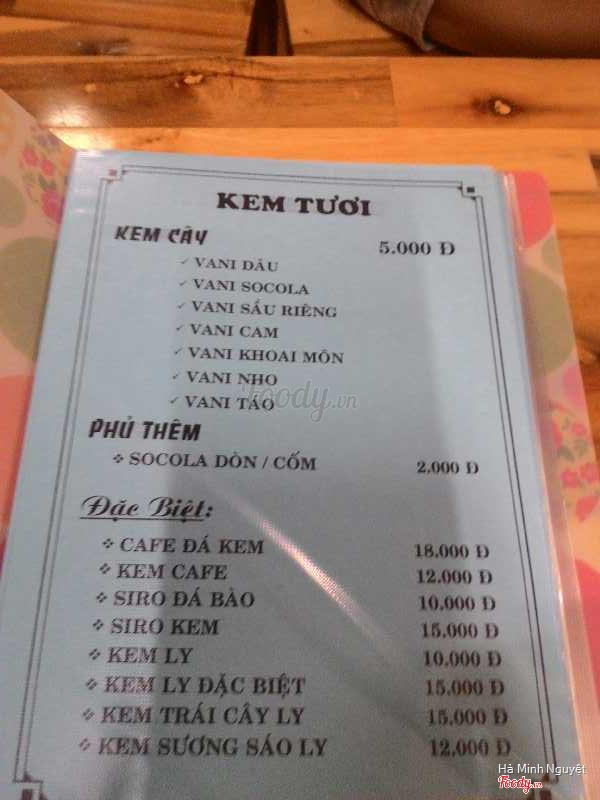 KEM TƯƠI
KEM CÂY 5.000 Đ
✓ VANI DÂU
✓ VANI SOCOLA
✓ VANI SẦU RIÊNG
✓ VANI CAM
✓ VANI KHOAI MÔN
✓ VANI NHO
✓ VANI TÁO
Foody.vn
PHỦ THÊM
❖ SOCOLA DÒN / CỐM 2,000 Đ
Đặc Biệt:
❖ CAFE ĐÁ KEM 18,000 Đ
❖ KEM CAFE 12,000 Đ
❖ SIRO ĐÁ BÀO 10,000 Đ
❖ SIRO KEM 15,000 Đ
❖ KEM LY 10,000 Đ
❖ KEM LY ĐẶC BIỆT 15,000 Đ
❖ KEM TRÁI CÂY LY 15,000 Đ
❖ KEM SƯƠNG SÁO LY 12,000 Đ
Hà Minh Nguyệt
Foody.vn